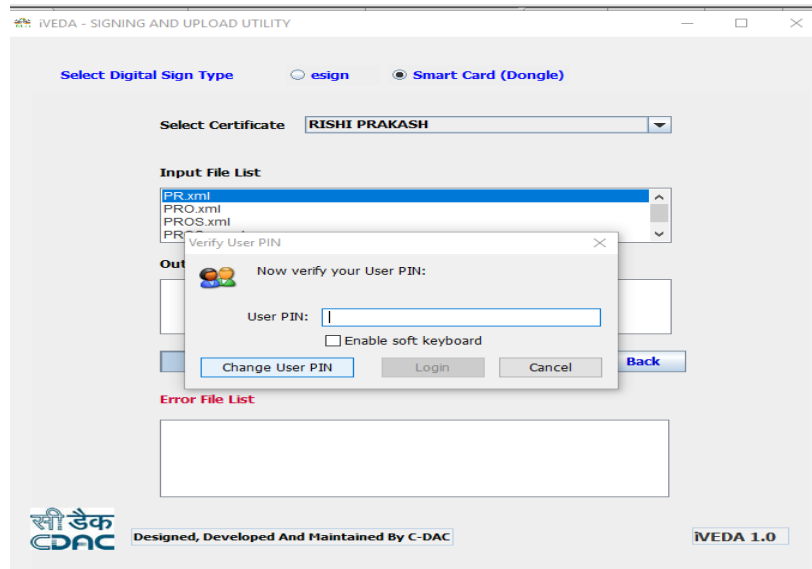 iVEDA - SIGNING AND UPLOAD UTILITY
Select Digital Sign Type esign Smart Card (Dongle)
Select Certificate RISHI PRAKASH
Input File List
PR.xml
PRO.xml
PROS.xml
Verify User PIN
Now verify your User PIN:
User PIN:
Enable soft keyboard
Change User PIN Login Cancel
Back
Error File List
सी डैक
CDAC
Designed, Developed And Maintained By C-DAC
iVEDA 1.0